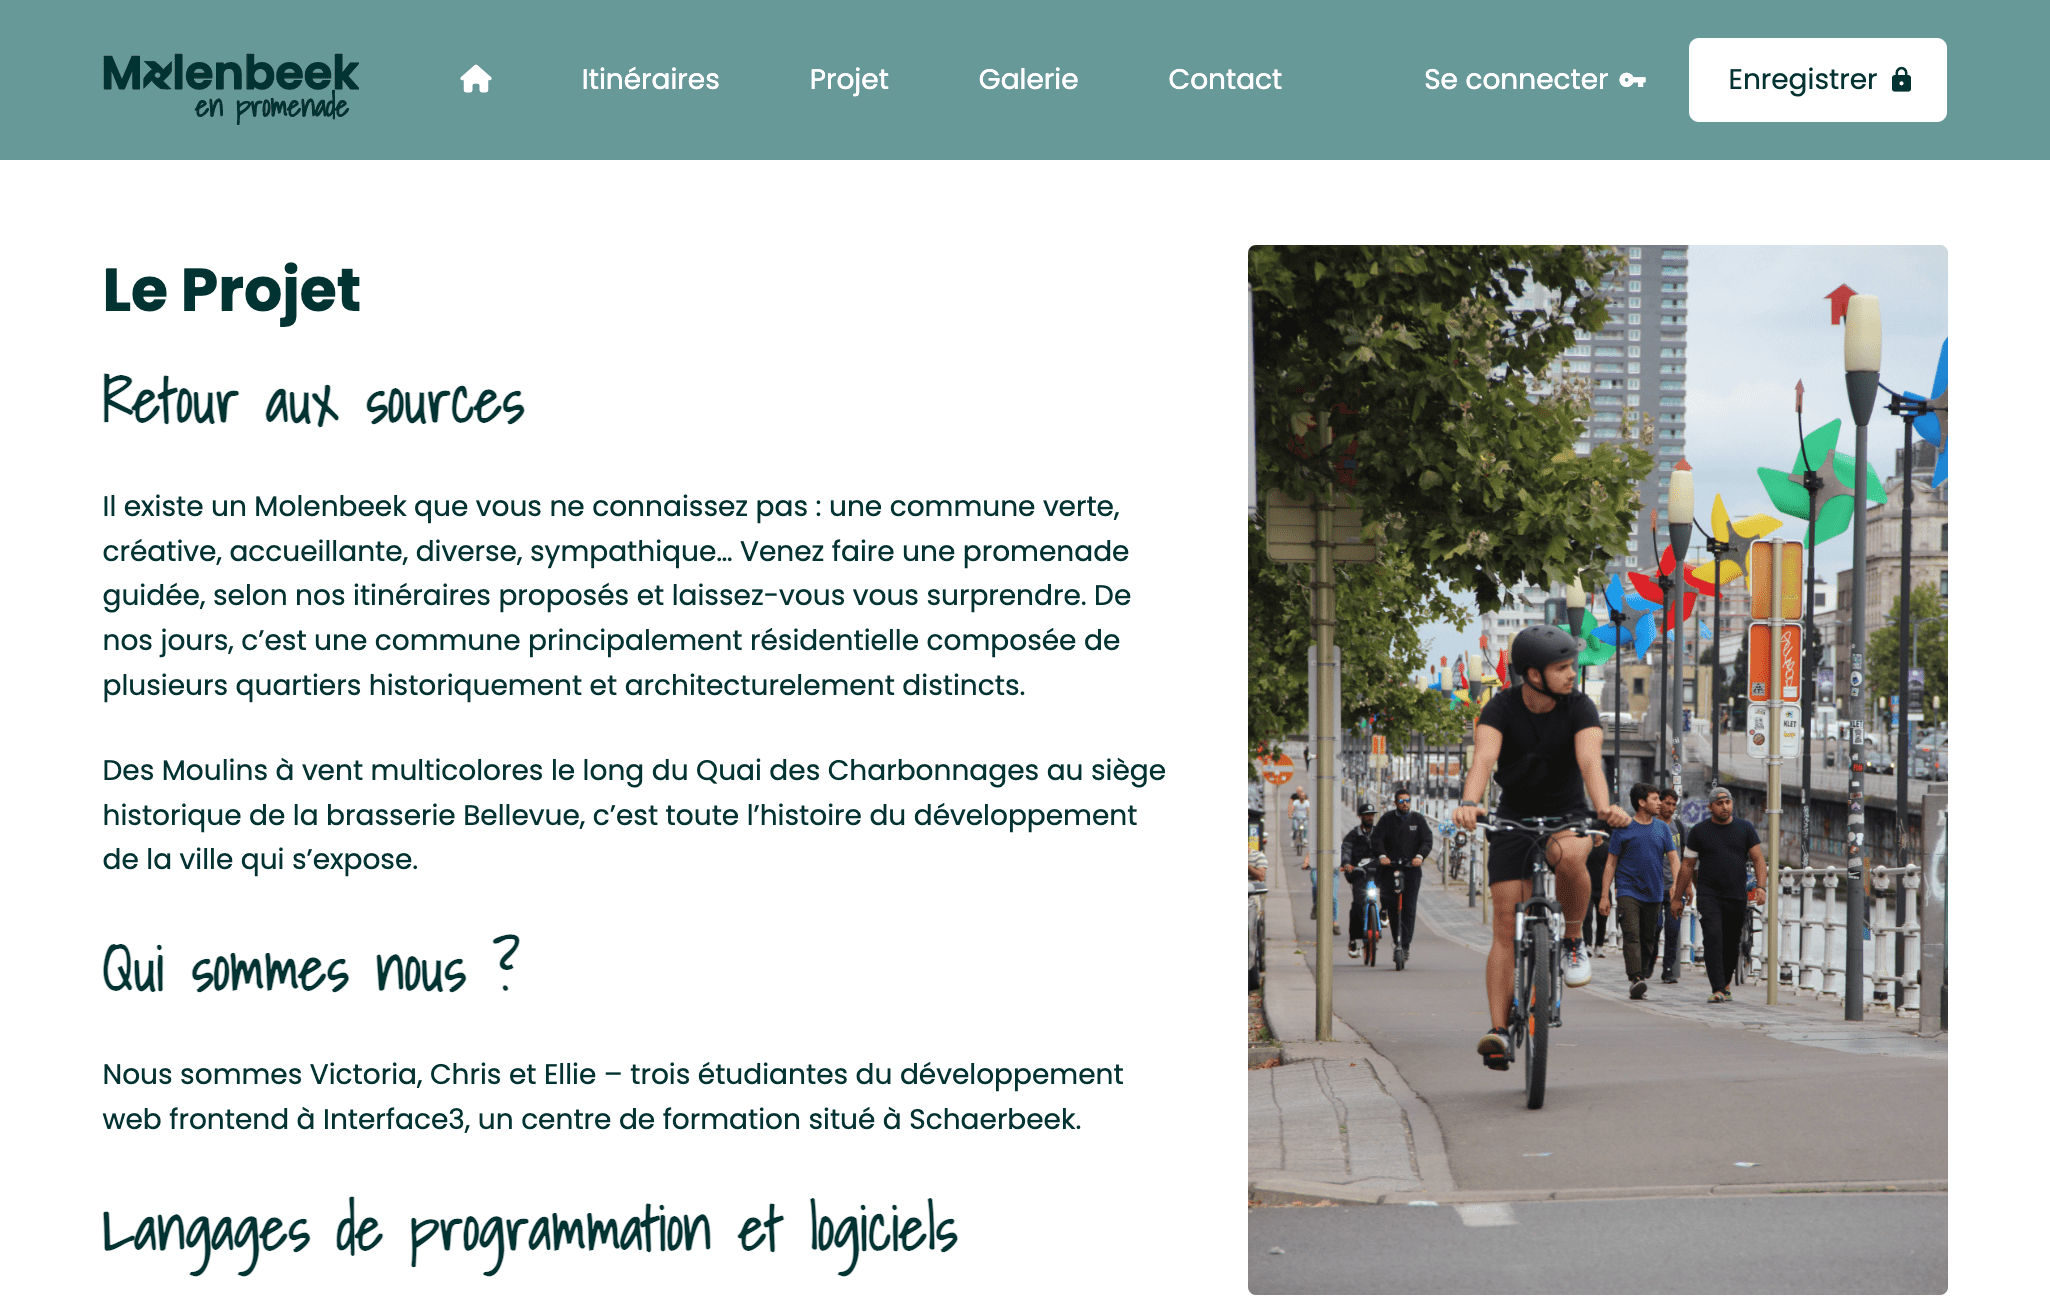 Molenbeek
en promenade
Itinéraires
Projet
Galerie
Contact
Se connecter
Enregistrer
Le Projet
Retour aux sources
Il existe un Molenbeek que vous ne connaissez pas : une commune verte,
créative, accueillante, diverse, sympathique… Venez faire une promenade
guidée, selon nos itinéraires proposés et laissez-vous vous surprendre. De
nos jours, c’est une commune principalement résidentielle composée de
plusieurs quartiers historiquement et architecturelement distincts.
Des Moulins à vent multicolores le long du Quai des Charbonnages au siège
historique de la brasserie Bellevue, c’est toute l’histoire du développement
de la ville qui s’expose.
Qui sommes nous ?
Nous sommes Victoria, Chris et Ellie – trois étudiantes du développement
web frontend à Interface3, un centre de formation situé à Schaerbeek.
Langages de programmation et logiciels
KLET